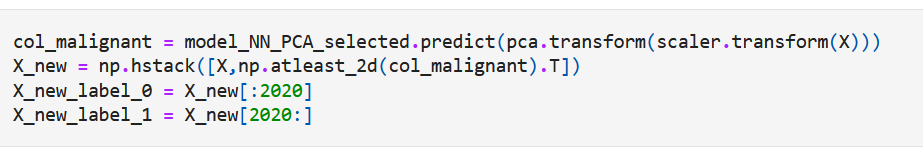 col_malignant = model_NN_PCA_selected.predict(pca.transform(scaler.transform(X)))
X_new = np.hstack([X,np.atleast_2d(col_malignant).T])
X_new_label_0 = X_new[:2020]
X_new_label_1 = X_new[2020:]